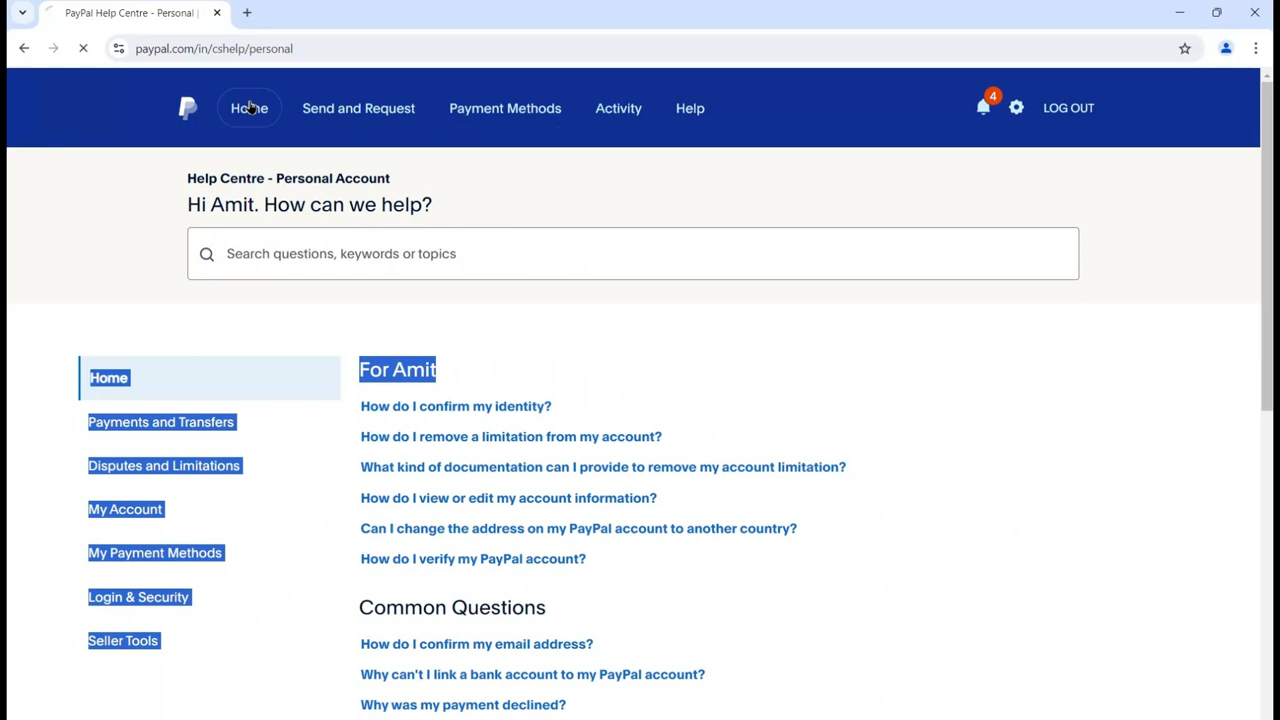 PayPal Help Centre - Personal
paypal.com/in/cshelp/personal
Home Send and Request Payment Methods Activity Help 4 LOG OUT
Help Centre - Personal Account
Hi Amit. How can we help?
Search questions, keywords or topics
Home
Payments and Transfers
Disputes and Limitations
My Account
My Payment Methods
Login & Security
Seller Tools
For Amit
How do I confirm my identity?
How do I remove a limitation from my account?
What kind of documentation can I provide to remove my account limitation?
How do I view or edit my account information?
Can I change the address on my PayPal account to another country?
How do I verify my PayPal account?
Common Questions
How do I confirm my email address?
Why can't I link a bank account to my PayPal account?
Why was my payment declined?